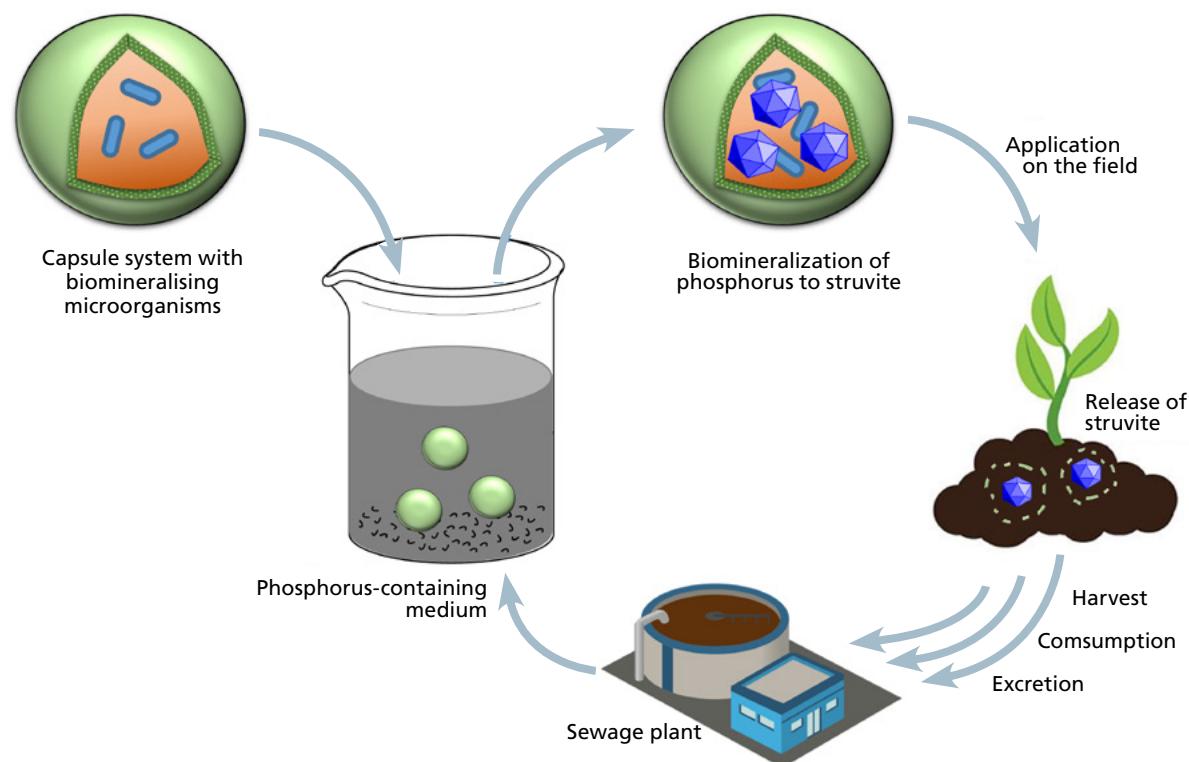 Capsule system with
biomineralising
microorganisms
Biomineralization of
phosphorus to struvite
Application
on the field
Release of
struvite
Harvest
Comsumption
Excretion
Sewage plant
Phosphorus-containing
medium